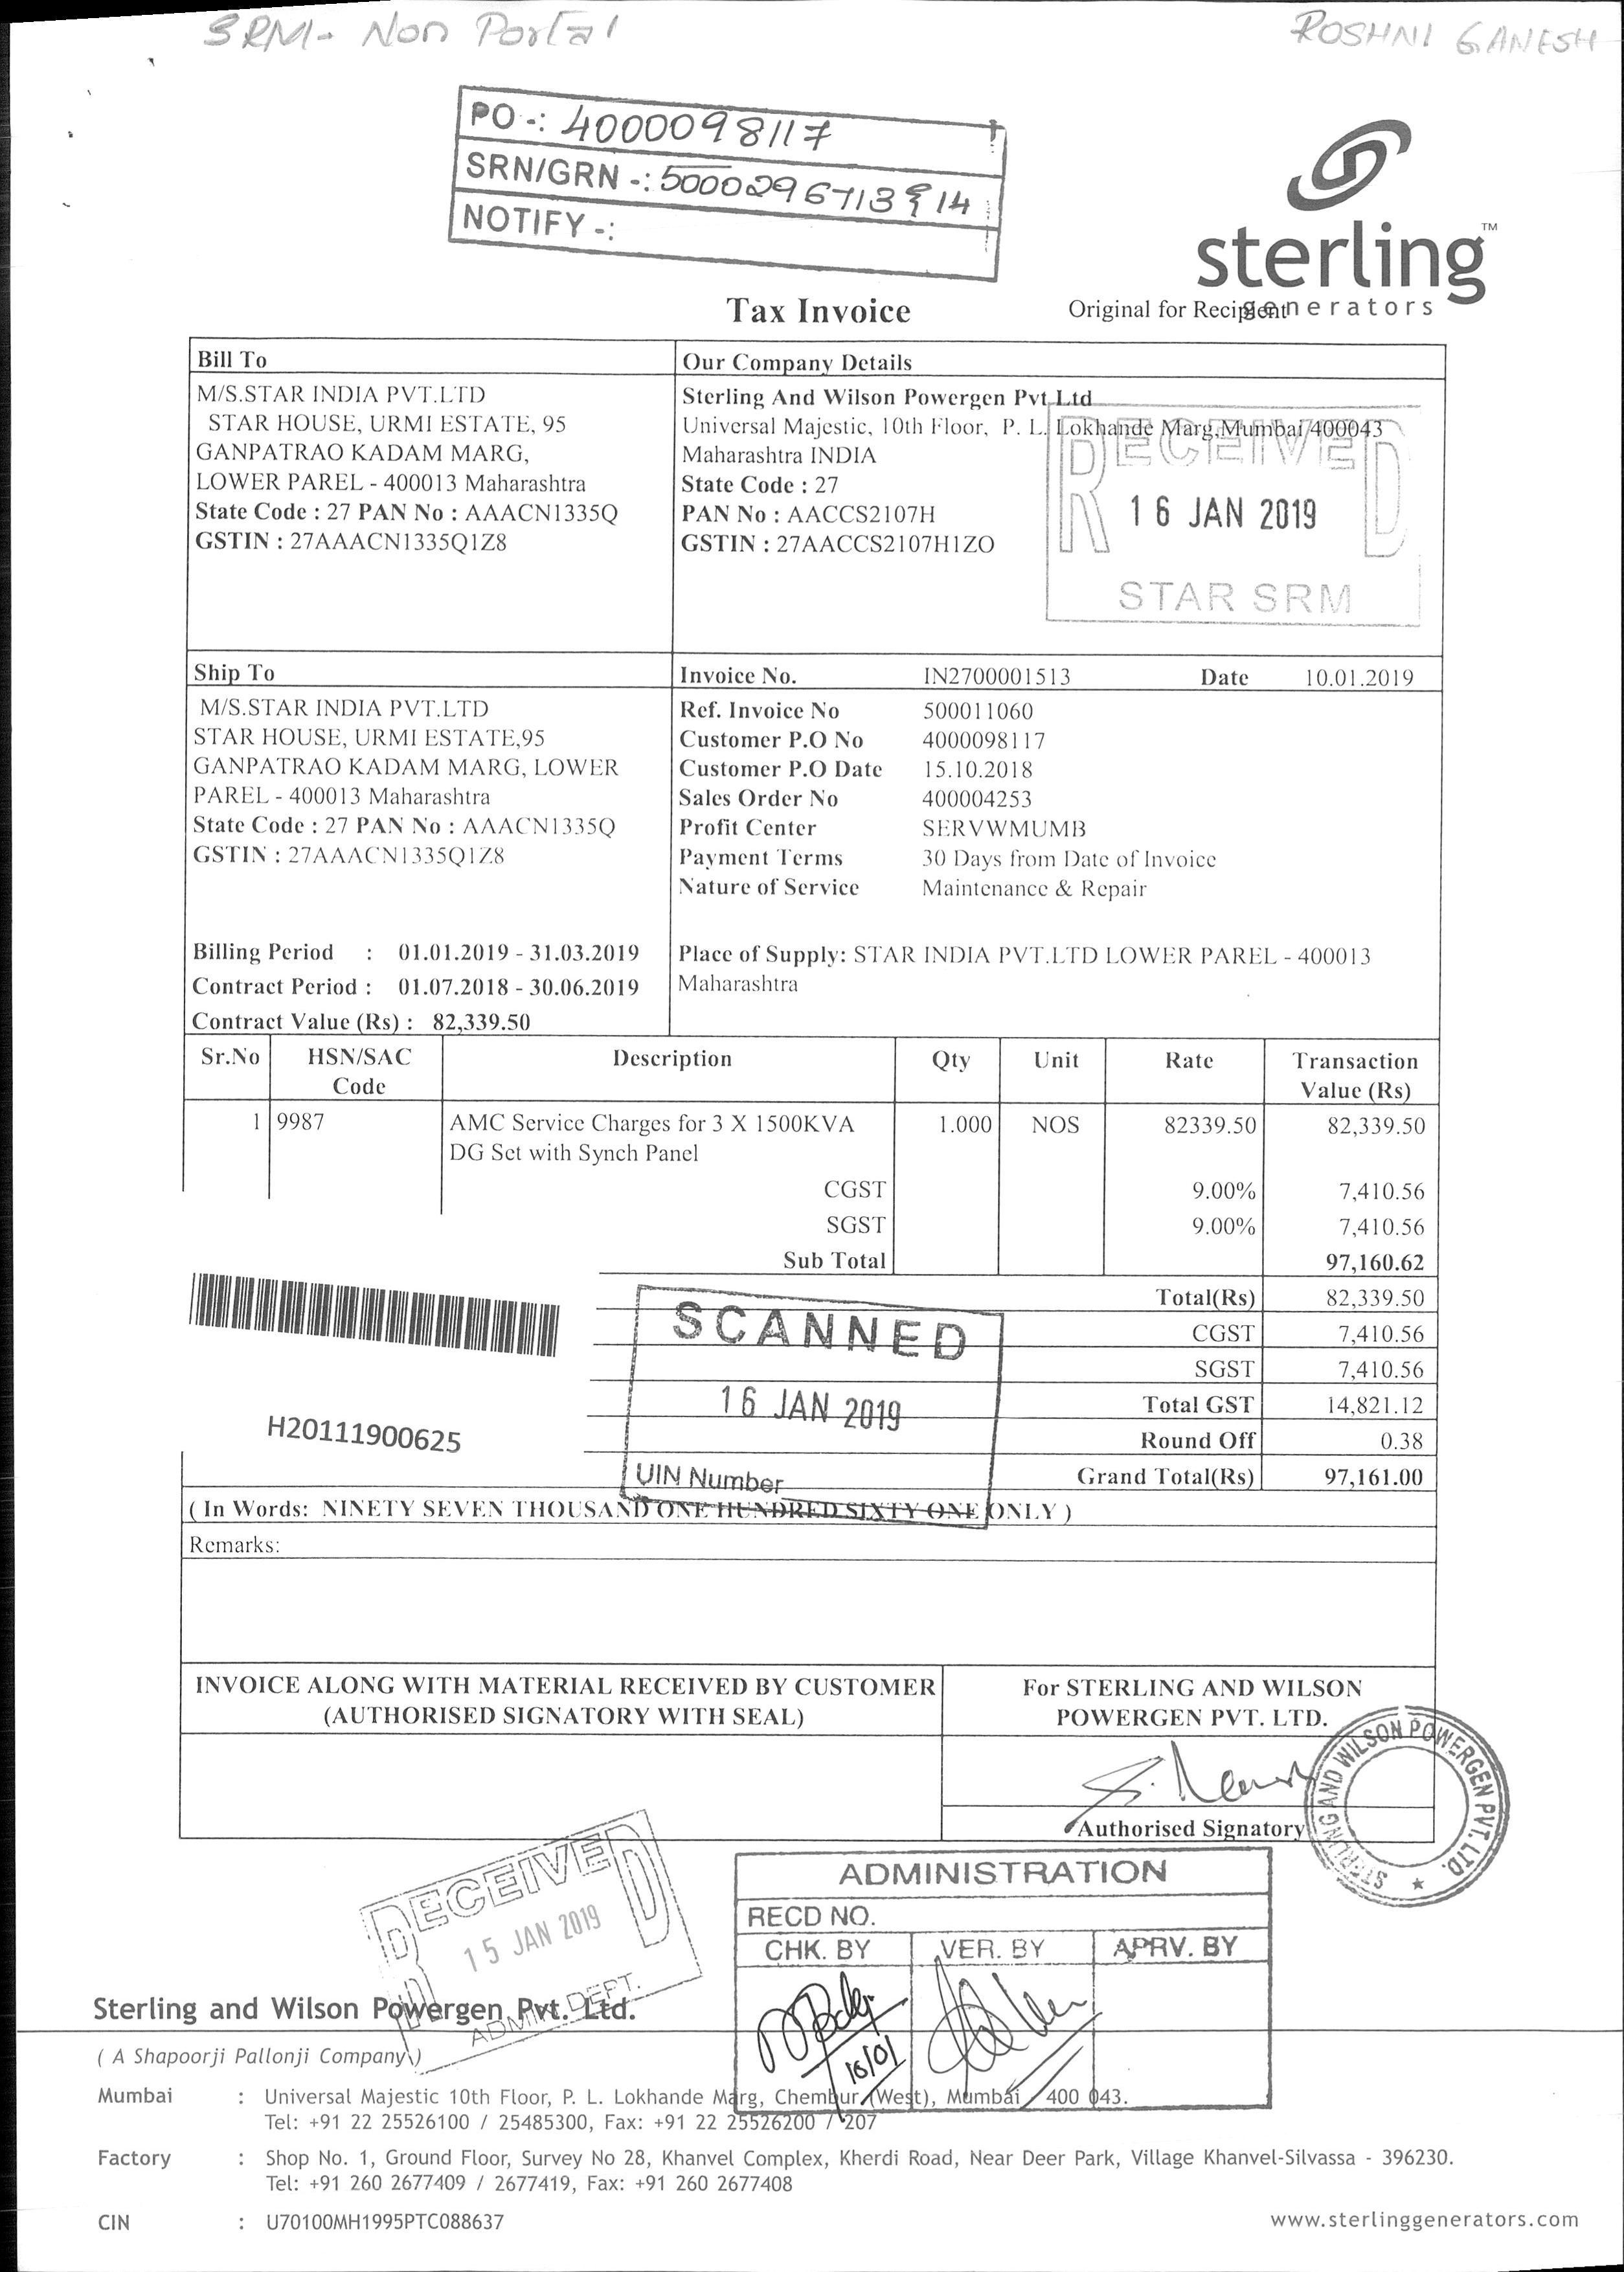 SRM- Non Portal
ROSHNI GANESH
PO -: 4000098117
SRN/GRN -: 5000296713 & 14
NOTIFY -:
sterling™
generators
Tax Invoice
Original for Recipient
Bill To
M/S.STAR INDIA PVT.LTD
STAR HOUSE, URMI ESTATE, 95
GANPATRAO KADAM MARG,
LOWER PAREL - 400013 Maharashtra
State Code : 27 PAN No : AAACN1335Q
GSTIN : 27AAACN1335Q1Z8
Our Company Details
Sterling And Wilson Powergen Pvt Ltd
Universal Majestic, 10th Floor, P. L. Lokhande Marg,Mumbai 400043
Maharashtra INDIA
State Code : 27
PAN No : AACCS2107H
GSTIN : 27AACCS2107H1ZO
RECEIVED
16 JAN 2019
STAR SRM
Ship To
M/S.STAR INDIA PVT.LTD
STAR HOUSE, URMI ESTATE,95
GANPATRAO KADAM MARG, LOWER
PAREL - 400013 Maharashtra
State Code : 27 PAN No : AAACN1335Q
GSTIN : 27AAACN1335Q1Z8
Invoice No. IN2700001513 Date 10.01.2019
Ref. Invoice No 500011060
Customer P.O No 4000098117
Customer P.O Date 15.10.2018
Sales Order No 400004253
Profit Center SERVWMUMB
Payment Terms 30 Days from Date of Invoice
Nature of Service Maintenance & Repair
Billing Period : 01.01.2019 - 31.03.2019
Contract Period : 01.07.2018 - 30.06.2019
Contract Value (Rs) : 82,339.50
Place of Supply: STAR INDIA PVT.LTD LOWER PAREL - 400013
Maharashtra
Sr.No HSN/SAC Description Qty Unit Rate Transaction
Code Value (Rs)
1 9987 AMC Service Charges for 3 X 1500KVA 1.000 NOS 82339.50 82,339.50
DG Set with Synch Panel
CGST 9.00% 7,410.56
SGST 9.00% 7,410.56
Sub Total 97,160.62
Total(Rs) 82,339.50
CGST 7,410.56
SGST 7,410.56
Total GST 14,821.12
Round Off 0.38
Grand Total(Rs) 97,161.00
H20111900625
SCANNED
16 JAN 2019
UIN Number
( In Words: NINETY SEVEN THOUSAND ONE HUNDRED SIXTY ONE ONLY )
Remarks:
INVOICE ALONG WITH MATERIAL RECEIVED BY CUSTOMER
(AUTHORISED SIGNATORY WITH SEAL)
For STERLING AND WILSON
POWERGEN PVT. LTD.
STERLING AND WILSON POWERGEN PVT. LTD.
Authorised Signatory
RECEIVED
15 JAN 2019
ADMIN DEPT.
ADMINISTRATION
RECD NO.
CHK. BY VER. BY APRV. BY
Sterling and Wilson Powergen Pvt. Ltd.
( A Shapoorji Pallonji Company )
Mumbai : Universal Majestic 10th Floor, P. L. Lokhande Marg, Chembur (West), Mumbai 400 043.
Tel: +91 22 25526100 / 25485300, Fax: +91 22 25526200 / 207
Factory : Shop No. 1, Ground Floor, Survey No 28, Khanvel Complex, Kherdi Road, Near Deer Park, Village Khanvel-Silvassa - 396230.
Tel: +91 260 2677409 / 2677419, Fax: +91 260 2677408
CIN : U70100MH1995PTC088637
www.sterlinggenerators.com